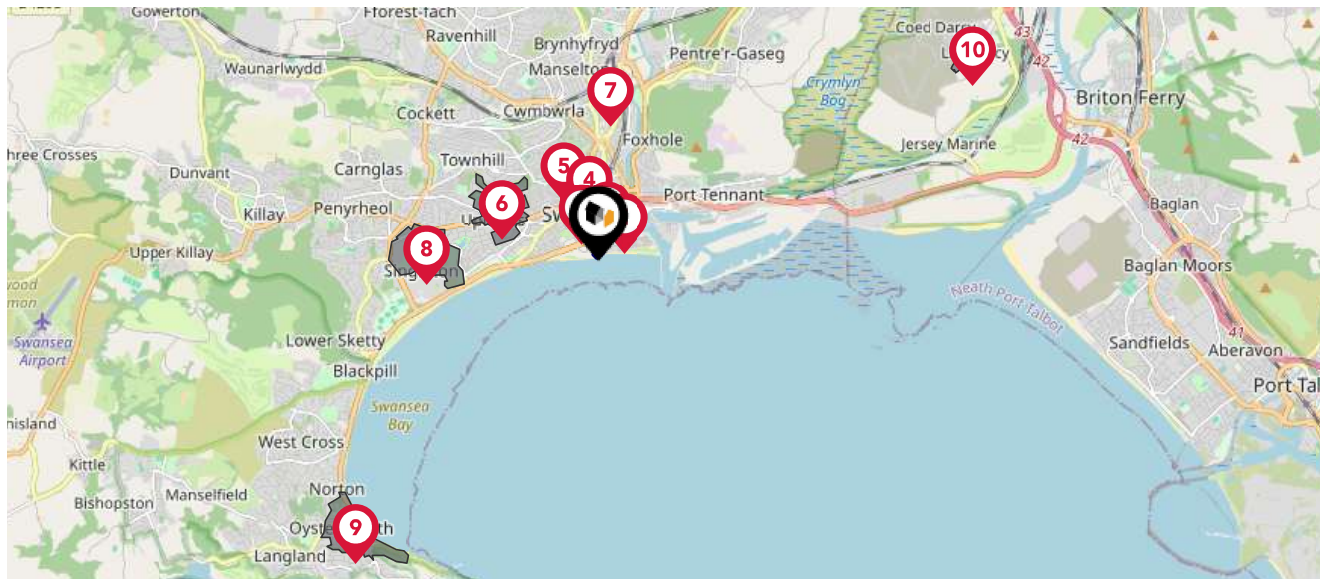 Gowerton
Fforest-fach
Ravenhill
Brynhyfryd
Pentre'r-Gaseg
Coed Darcy
43
10
42
Waunarlwydd
Manselton
7
Crymlyn
Bog
Briton Ferry
Cockett
Cwmbwrla
Foxhole
42
Jersey Marine
hree Crosses
Carnglas
Townhill
5
4
Dunvant
Port Tennant
6
Killay
Penyrheol
Sw
Baglan
8
Upper Killay
Baglan Moors
Swansea
Airport
Neath Port Talbot
41
Lower Sketty
Sandfields
Aberavon
Blackpill
Port Tal
Swansea
Bay
nisland
West Cross
Kittle
Bishopston
Manselfield
Norton
9
Langland